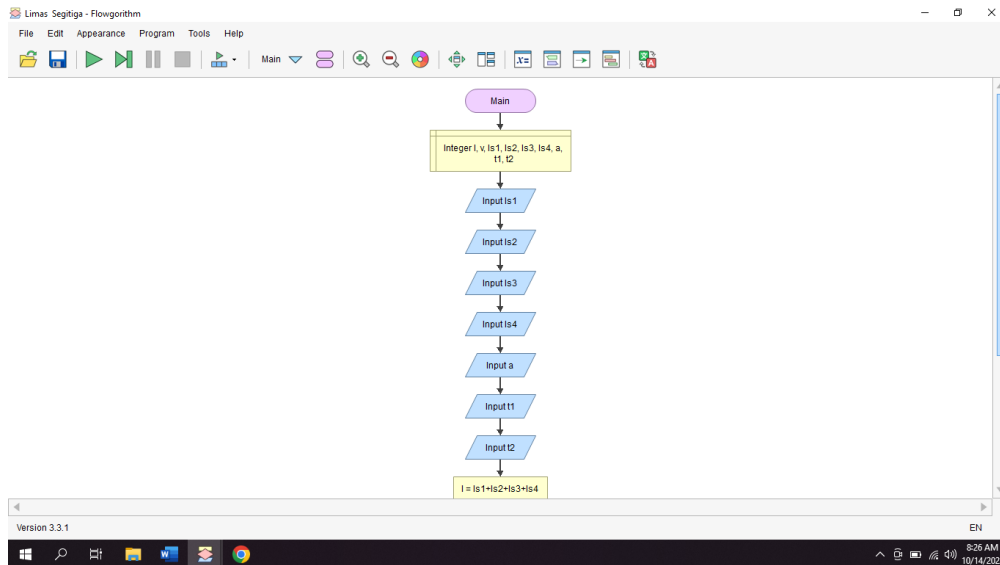 Limas Segitiga - Flowgorithm
File Edit Appearance Program Tools Help
Main
Main
Integer l, v, ls1, ls2, ls3, ls4, a,
t1, t2
Input ls1
Input ls2
Input ls3
Input ls4
Input a
Input t1
Input t2
l = ls1+ls2+ls3+ls4
Version 3.3.1
EN
8:26 AM